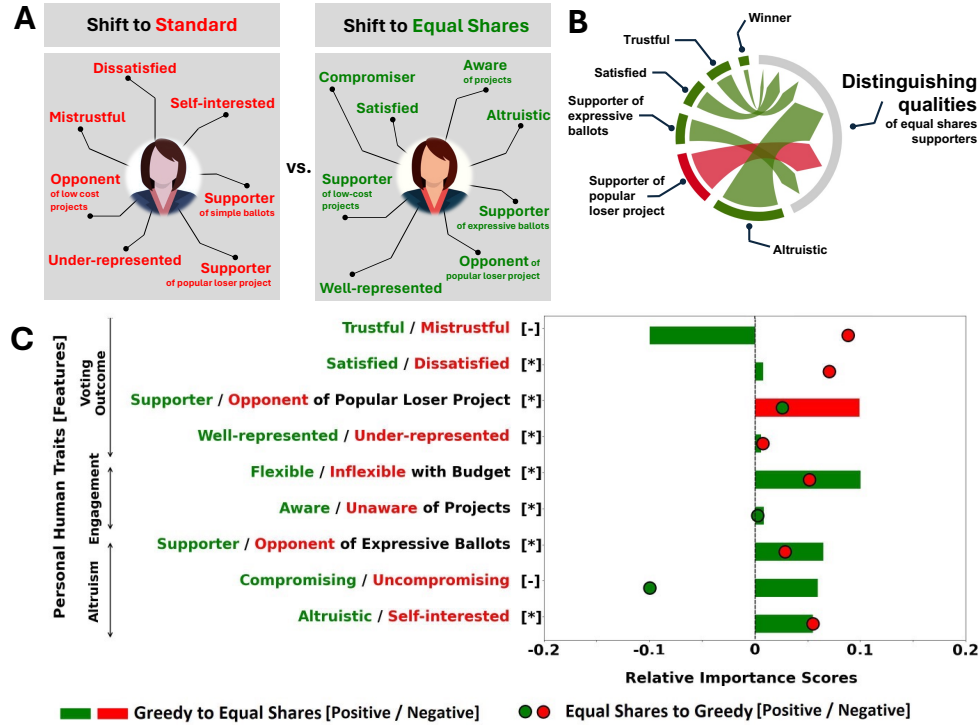 A
Shift to Standard
Dissatisfied
Mistrustful
Self-interested
Opponent
of low cost
projects
Supporter
of simple ballots
Under-represented
Supporter
of popular loser project
vs.
Shift to Equal Shares
Compromiser
Aware
of projects
Satisfied
Altruistic
Supporter
of low-cost
projects
Supporter
of expressive ballots
Opponent of
popular loser project
Well-represented
B
Winner
Trustful
Satisfied
Supporter of
expressive
ballots
Supporter of
popular
loser project
Altruistic
Distinguishing
qualities
of equal shares
supporters
C
Personal Human Traits [Features]
Voting
Outcome
Engagement
Altruism
Trustful / Mistrustful [-]
Satisfied / Dissatisfied [*]
Supporter / Opponent of Popular Loser Project [*]
Well-represented / Under-represented [*]
Flexible / Inflexible with Budget [*]
Aware / Unaware of Projects [*]
Supporter / Opponent of Expressive Ballots [*]
Compromising / Uncompromising [-]
Altruistic / Self-interested [*]
-0.2 -0.1 0 0.1 0.2
Relative Importance Scores
Greedy to Equal Shares [Positive / Negative]
Equal Shares to Greedy [Positive / Negative]